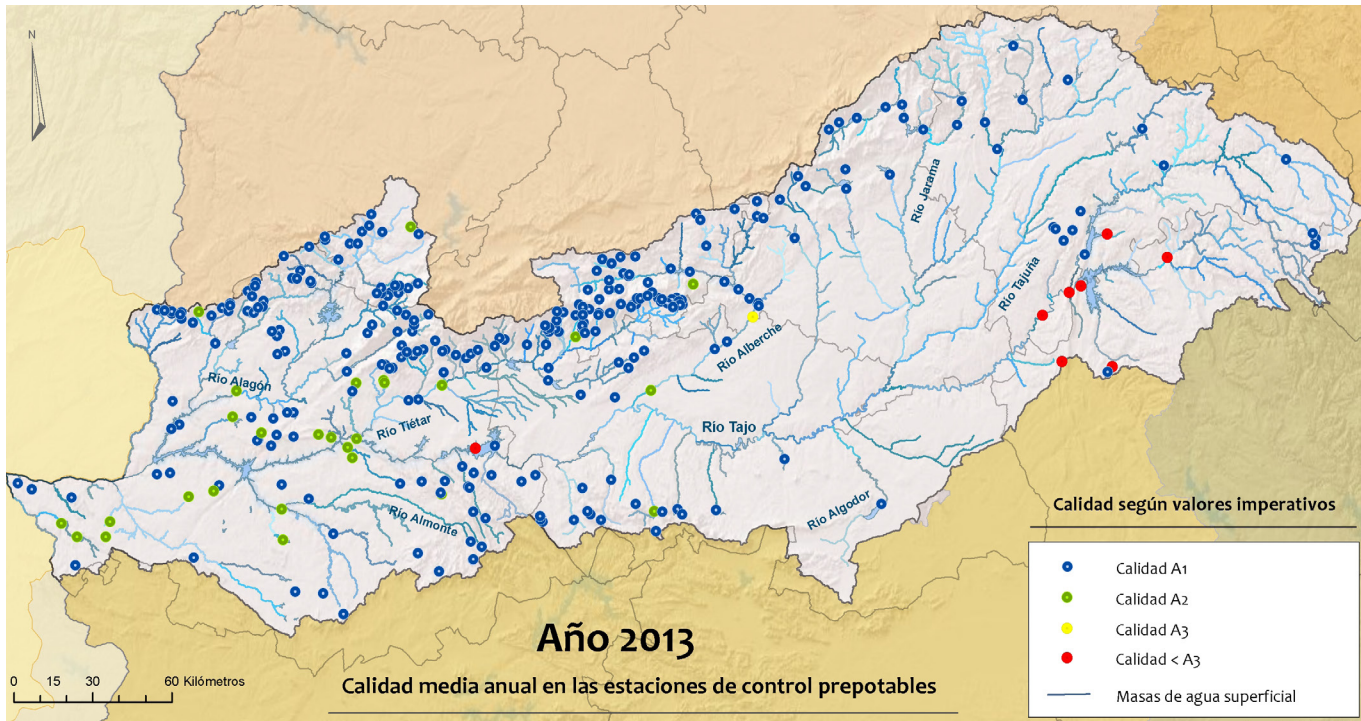 N
Río Jarama
Río Tajuña
Río Alberche
Río Alagón
Río Tiétar
Río Tajo
Río Almonte
Río Algodor
Calidad según valores imperativos
Calidad A1
Calidad A2
Calidad A3
Calidad < A3
Masas de agua superficial
Año 2013
Calidad media anual en las estaciones de control prepotables
0 15 30 60 Kilómetros